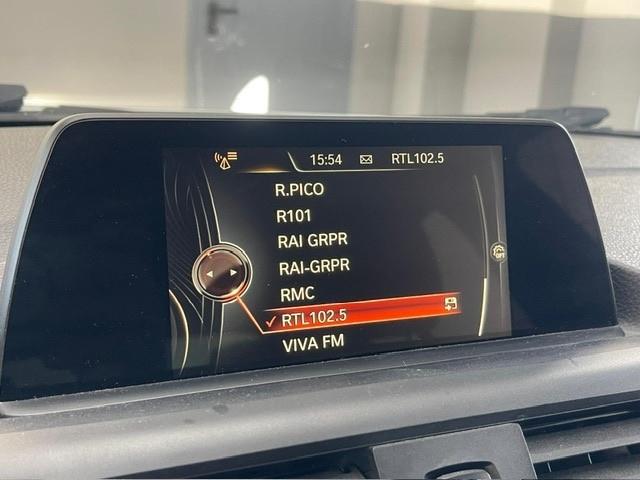 15:54 RTL102.5
R.PICO
R101
RAI GRPR
RAI-GRPR
RMC
RTL102.5
VIVA FM
OFF